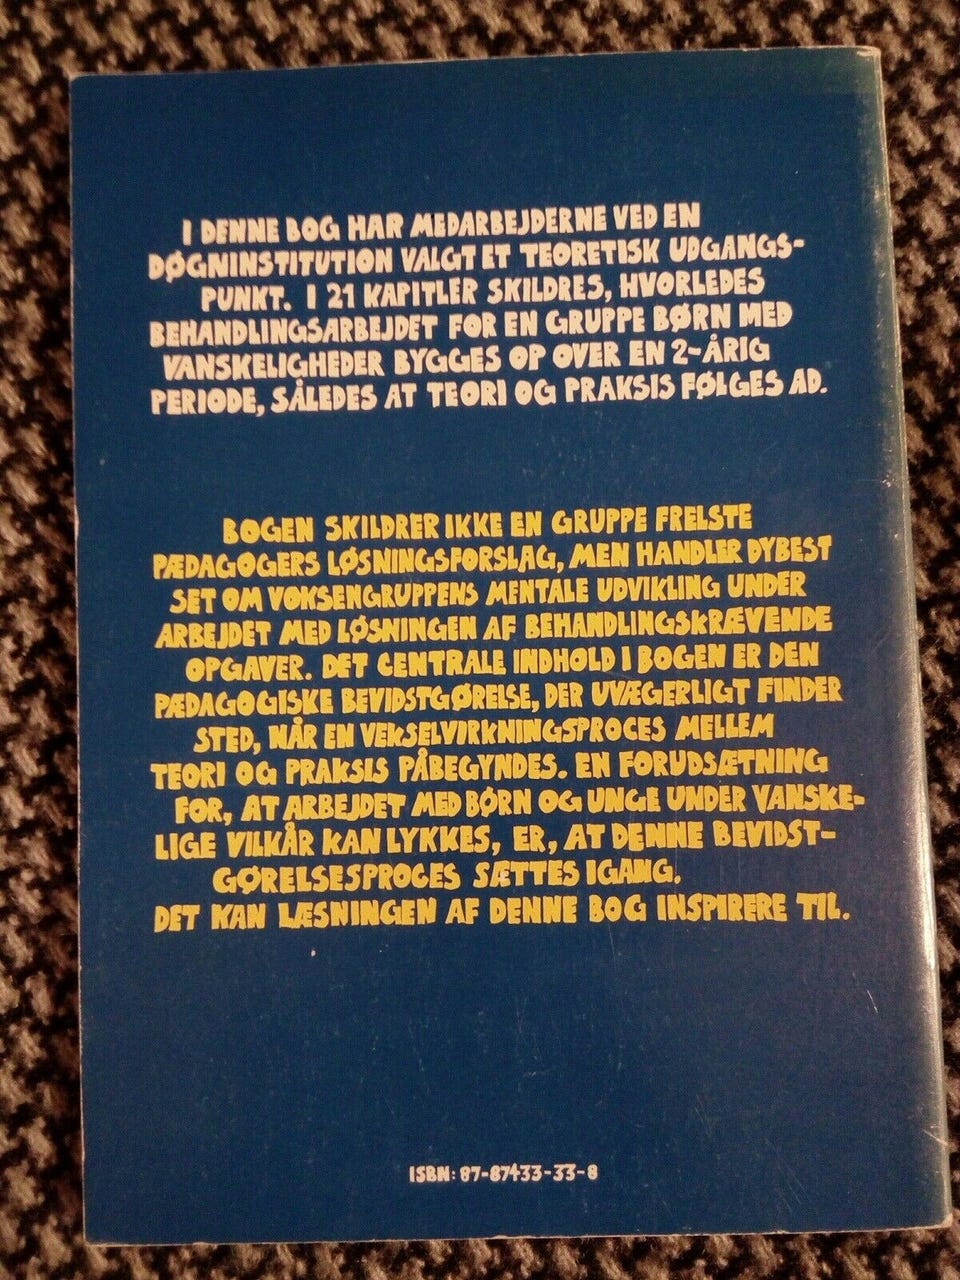 I DENNE BOG HAR MEDARBEJDERNE VED EN
DØGNINSTITUTION VALGT ET TEORETISK UDGANGS-
PUNKT. I 21 KAPITLER SKILDRES, HVORLEDES
BEHANDLINGSARBEJDET FOR EN GRUPPE BØRN MED
VANSKELIGHEDER BYGGES OP OVER EN 2-ÅRIG
PERIODE, SÅLEDES AT TEORI OG PRAKSIS FØLGES AD.
BOGEN SKILDRER IKKE EN GRUPPE FRELSTE
PÆDAGOGERS LØSNINGSFORSLAG, MEN HANDLER DYBEST
SET OM VOKSENGRUPPENS MENTALE UDVIKLING UNDER
ARBEJDET MED LØSNINGEN AF BEHANDLINGSKRÆVENDE
OPGAVER. DET CENTRALE INDHOLD I BOGEN ER DEN
PÆDAGOGISKE BEVIDSTGØRELSE, DER UVÆGERLIGT FINDER
STED, NÅR EN VEKSELVIRKNINGSPROCES MELLEM
TEORI OG PRAKSIS PÅBEGYNDES. EN FORUDSÆTNING
FOR, AT ARBEJDET MED BØRN OG UNGE UNDER VANSKE-
LIGE VILKÅR KAN LYKKES, ER, AT DENNE BEVIDST-
GØRELSESPROCES SÆTTES IGANG.
DET KAN LÆSNINGEN AF DENNE BOG INSPIRERE TIL.
ISBN: 87-87433-33-8